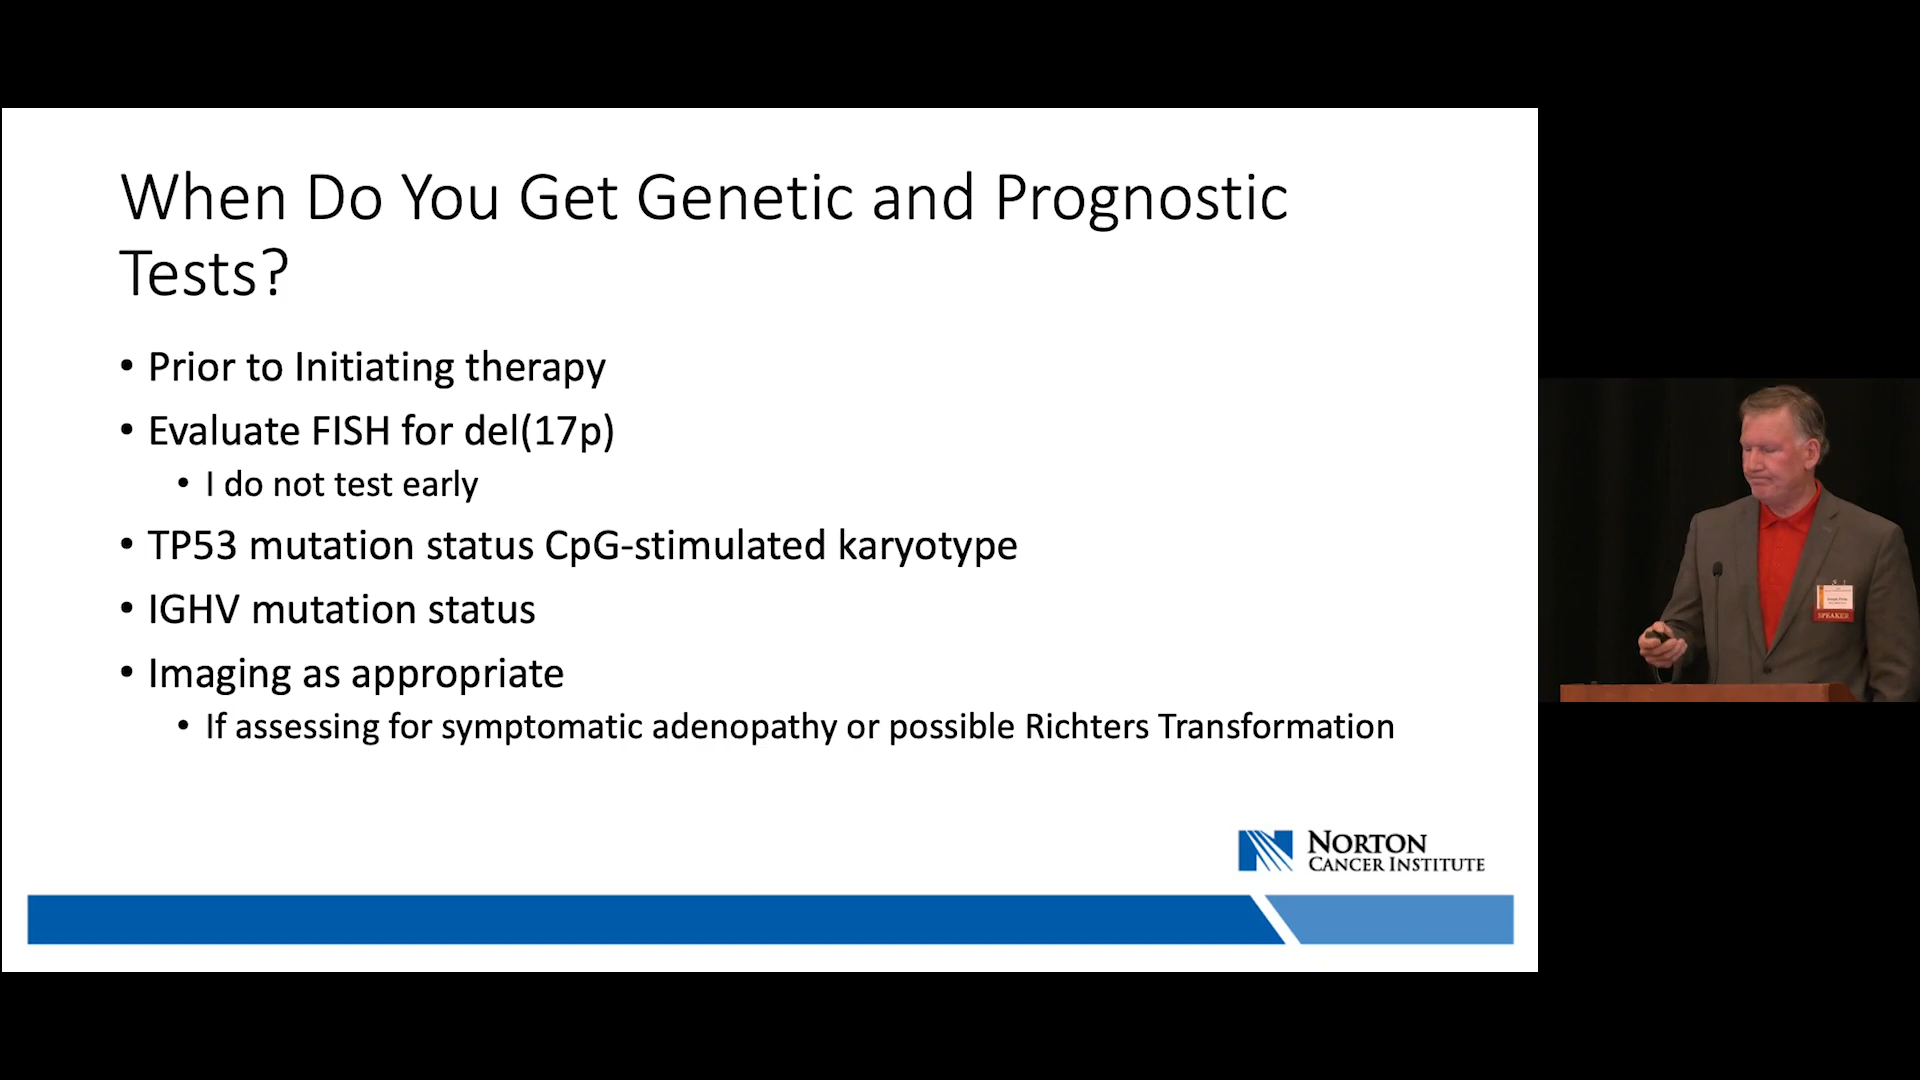 When Do You Get Genetic and Prognostic
Tests?
• Prior to Initiating therapy
• Evaluate FISH for del(17p)
• I do not test early
• TP53 mutation status CpG-stimulated karyotype
• IGHV mutation status
• Imaging as appropriate
• If assessing for symptomatic adenopathy or possible Richters Transformation
NORTON
CANCER INSTITUTE
SPEAKER